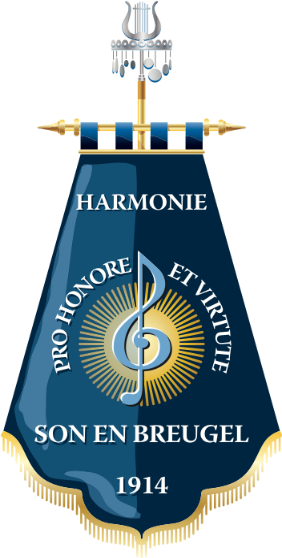 HARMONIE
PRO HONORE ET VIRTUTE
SON EN BREUGEL
1914